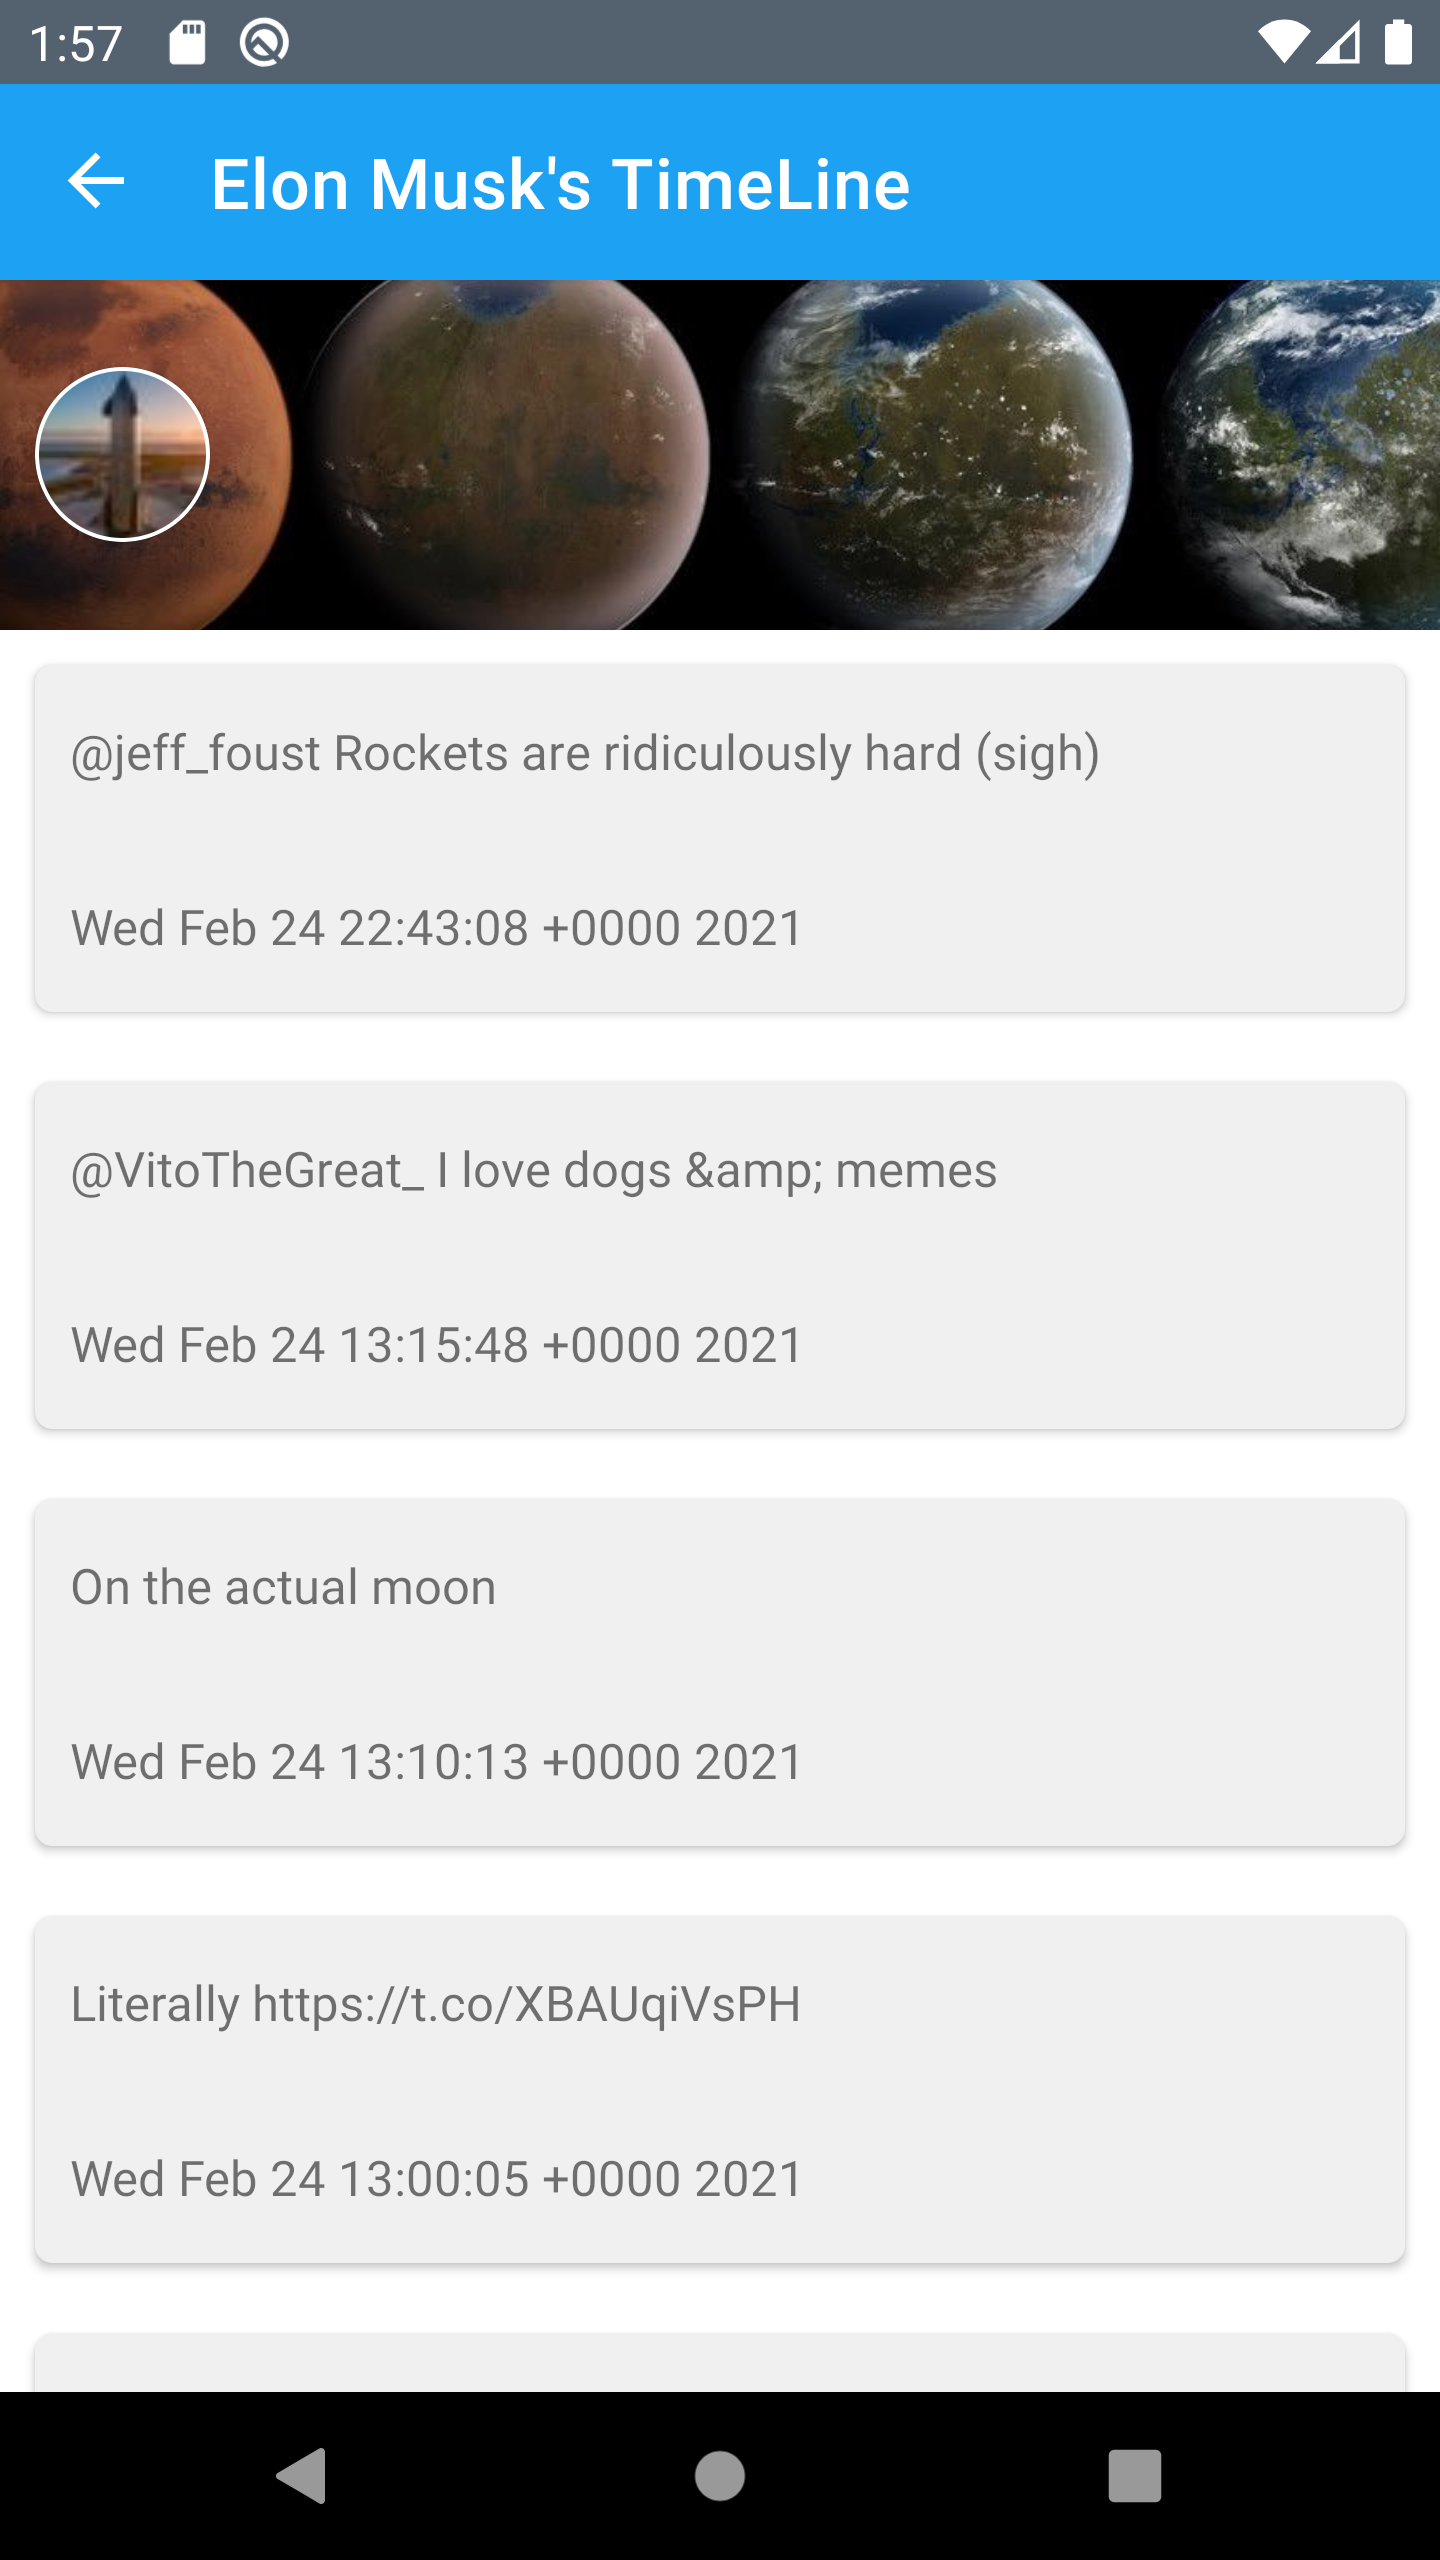 1:57
Elon Musk's TimeLine
@jeff_foust Rockets are ridiculously hard (sigh)
Wed Feb 24 22:43:08 +0000 2021
@VitoTheGreat_ I love dogs &amp; memes
Wed Feb 24 13:15:48 +0000 2021
On the actual moon
Wed Feb 24 13:10:13 +0000 2021
Literally https://t.co/XBAUqiVsPH
Wed Feb 24 13:00:05 +0000 2021